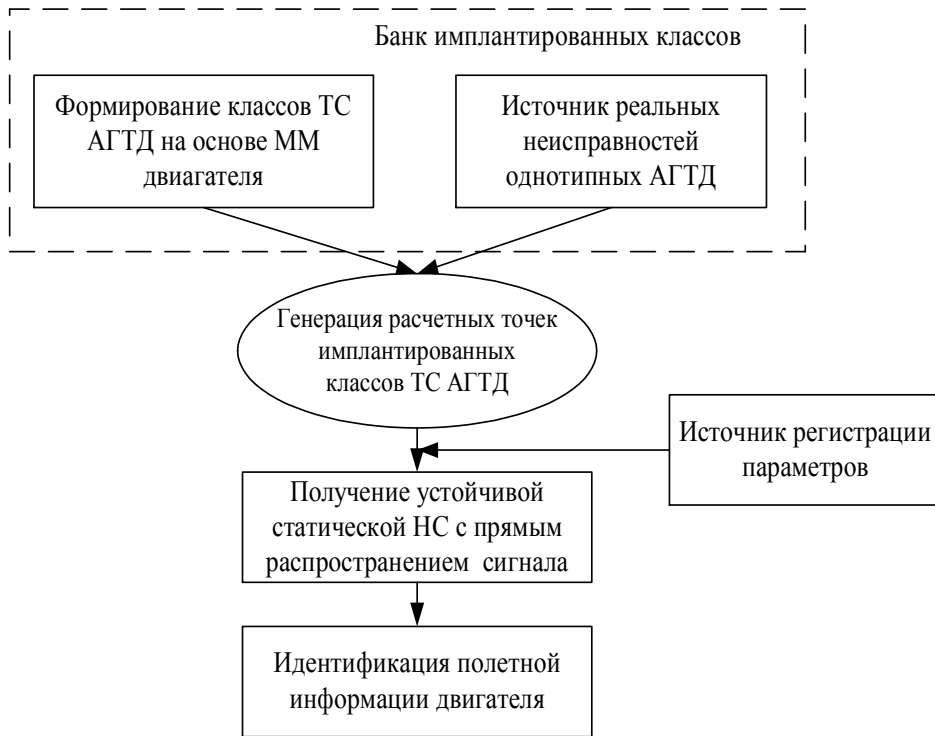 Банк имплантированных классов
Формирование классов ТС
АГТД на основе ММ
двиагателя
Источник реальных
неисправностей
однотипных АГТД
Генерация расчетных точек
имплантированных
классов ТС АГТД
Источник регистрации
параметров
Получение устойчивой
статической НС с прямым
распространением сигнала
Идентификация полетной
информации двигателя